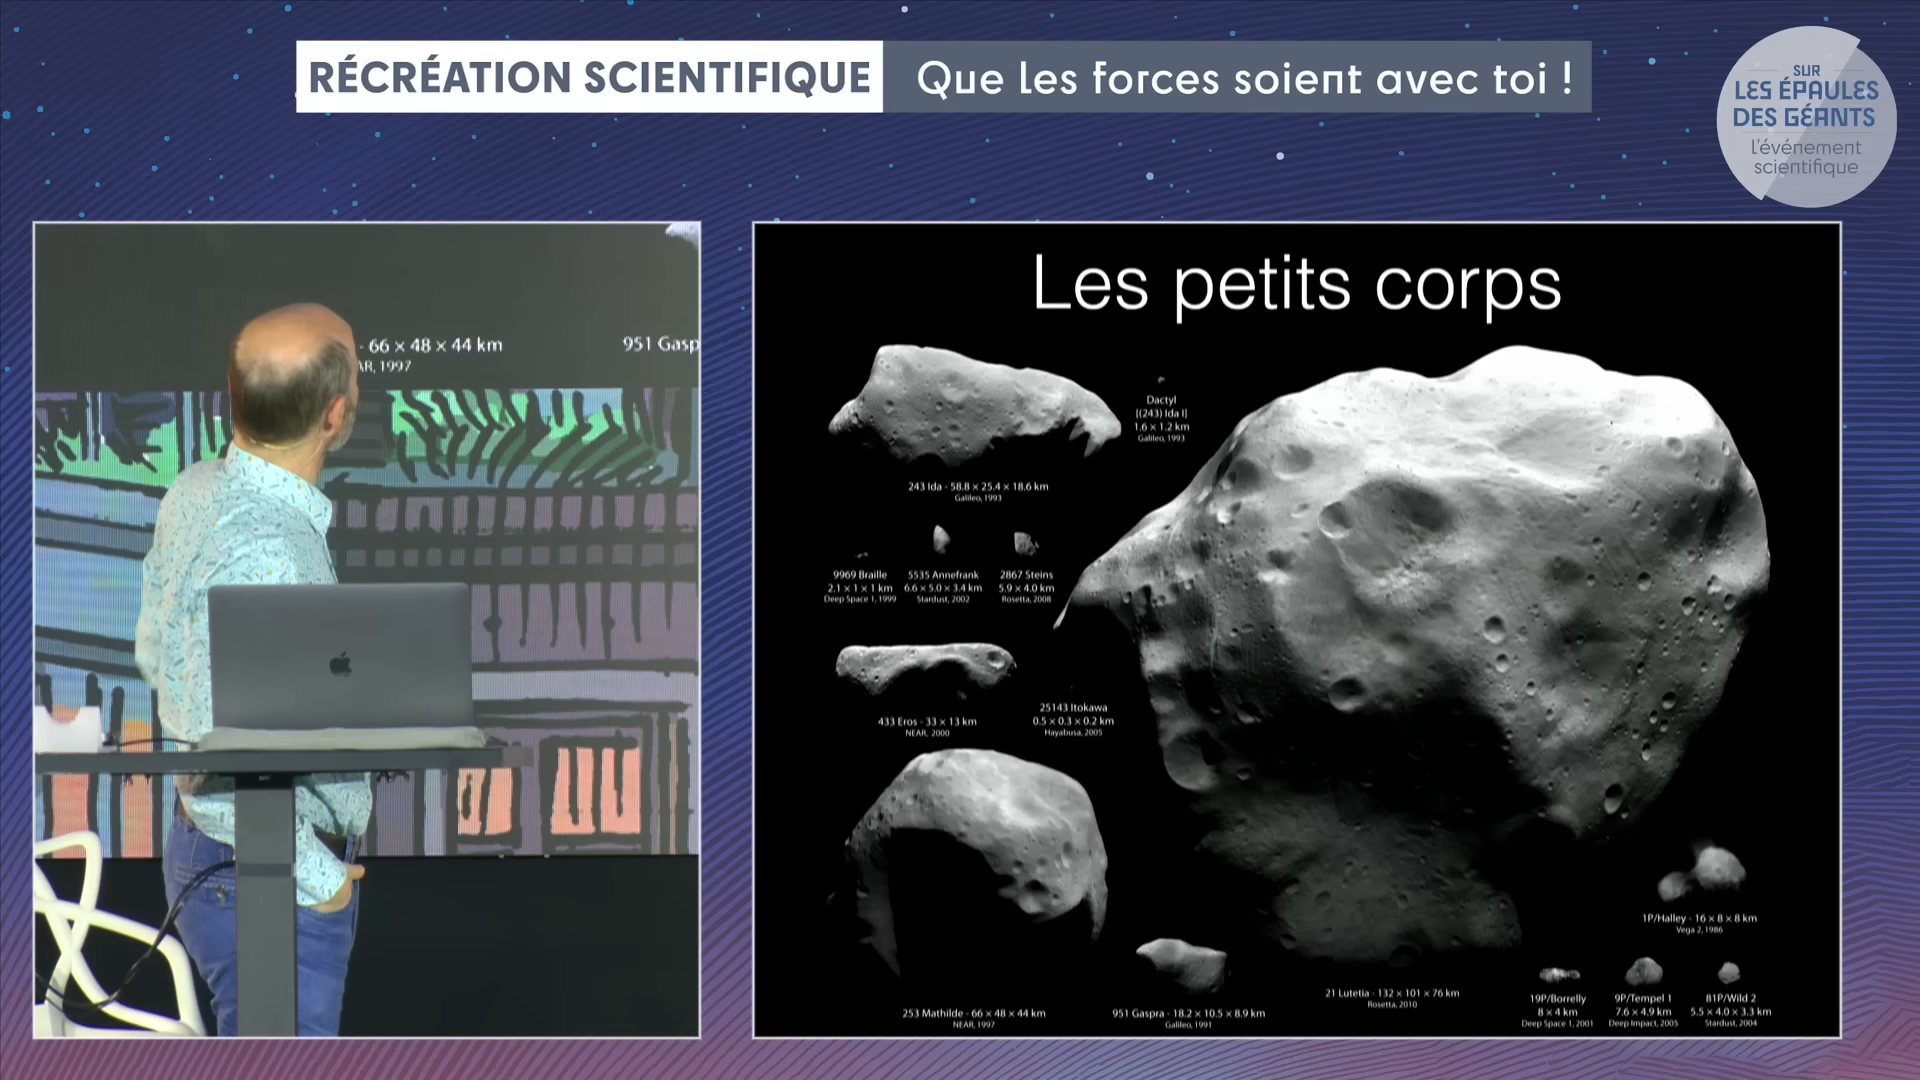 RÉCRÉATION SCIENTIFIQUE
Que les forces soient avec toi !
SUR
LES ÉPAULES
DES GÉANTS
L'événement
scientifique
- 66 × 48 × 44 km
951 Gasp
AR, 1997
Les petits corps
Dactyl
[(243) Ida I]
1.6 × 1.2 km
Galileo, 1993
243 Ida - 58.8 × 25.4 × 18.6 km
Galileo, 1993
9969 Braille
2.1 × 1 × 1 km
Deep Space 1, 1999
5535 Annefrank
6.6 × 5.0 × 3.4 km
Stardust, 2002
2867 Steins
5.9 × 4.0 km
Rosetta, 2008
433 Eros - 33 × 13 km
NEAR, 2000
25143 Itokawa
0.5 × 0.3 × 0.2 km
Hayabusa, 2005
253 Mathilde - 66 × 48 × 44 km
NEAR, 1997
951 Gaspra - 18.2 × 10.5 × 8.9 km
Galileo, 1991
21 Lutetia - 132 × 101 × 76 km
Rosetta, 2010
1P/Halley - 16 × 8 × 8 km
Vega 2, 1986
19P/Borrelly
8 × 4 km
Deep Space 1, 2001
9P/Tempel 1
7.6 × 4.9 km
Deep Impact, 2005
81P/Wild 2
5.5 × 4.0 × 3.3 km
Stardust, 2004